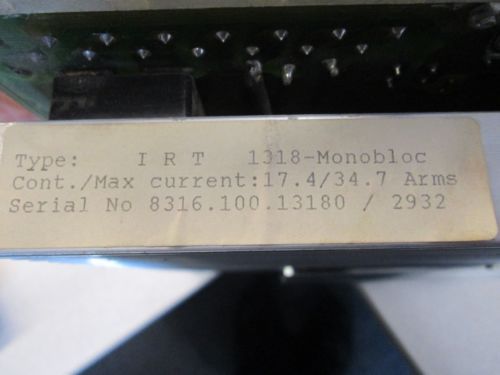 Type: I R T 1318-Monobloc
Cont./Max current:17.4/34.7 Arms
Serial No 8316.100.13180 / 2932